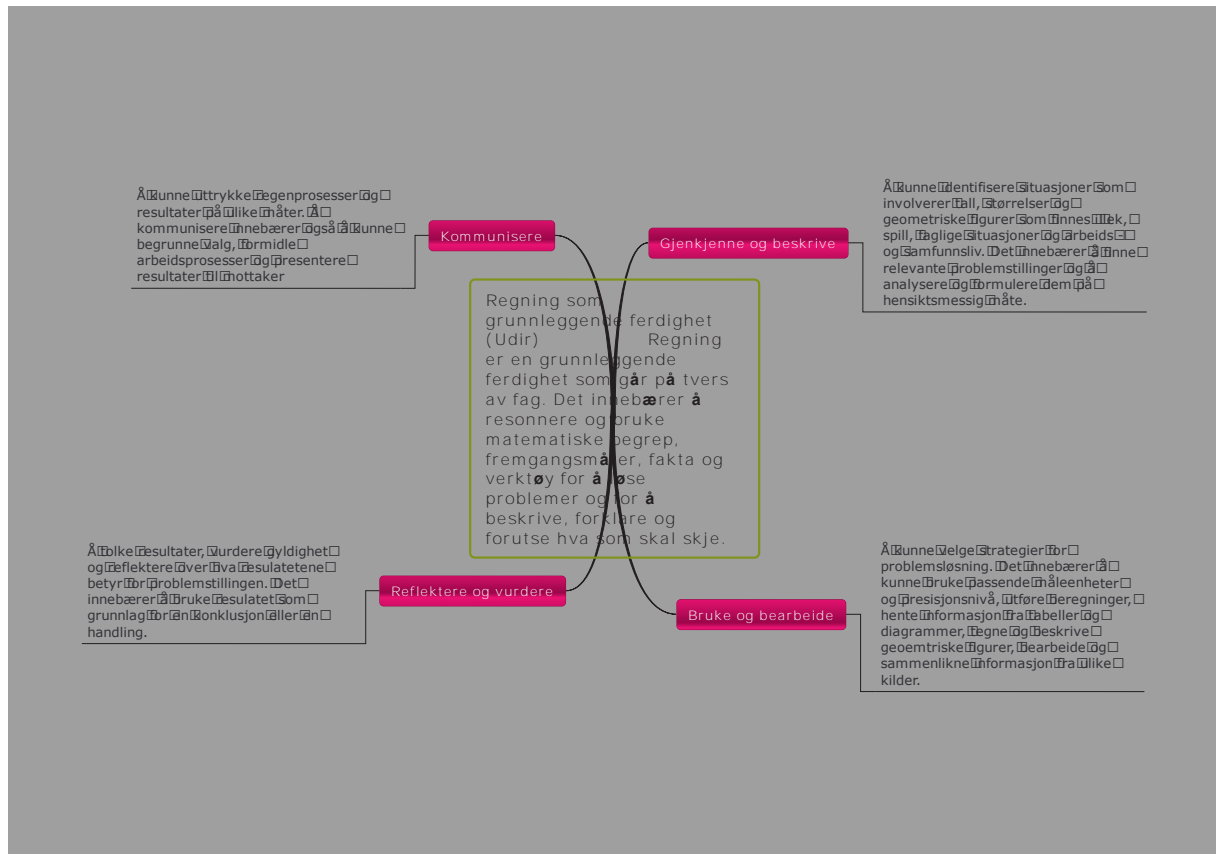 Å kunne uttrykke regenprosesser og
resultater på ulike måter. Å
kommunisere innebærer også å kunne
begrunne valg, formidle
arbeidsprosesser og presentere
resultater til mottaker
Kommunisere
Gjenkjenne og beskrive
Å kunne identifisere situasjoner som
involverer tall, størrelser og
geometriske figurer som finnes i lek,
spill, faglige situasjoner og arbeids-
og samfunnsliv. Det innebærer å finne
relevante problemstillinger og å
analysere og formulere dem på
hensiktsmessig måte.
Regning som
grunnleggende ferdighet
(Udir) Regning
er en grunnleggende
ferdighet som går på tvers
av fag. Det innebærer å
resonnere og bruke
matematiske begrep,
fremgangsmåter, fakta og
verktøy for å løse
problemer og for å
beskrive, forklare og
forutse hva som skal skje.
Å tolke resultater, vurdere gyldighet
og reflektere over hva resulatetene
betyr for problemstillingen. Det
innebærer å bruke resulatet som
grunnlag for en konklusjon eller en
handling.
Reflektere og vurdere
Bruke og bearbeide
Å kunne velge strategier for
problemsløsning. Det innebærer å
kunne bruke passende måleenheter
og presisjonsnivå, utføre beregninger,
hente informasjon fra tabeller og
diagrammer, tegne og beskrive
geoemtriske figurer, bearbeide og
sammenlikne informasjon fra ulike
kilder.